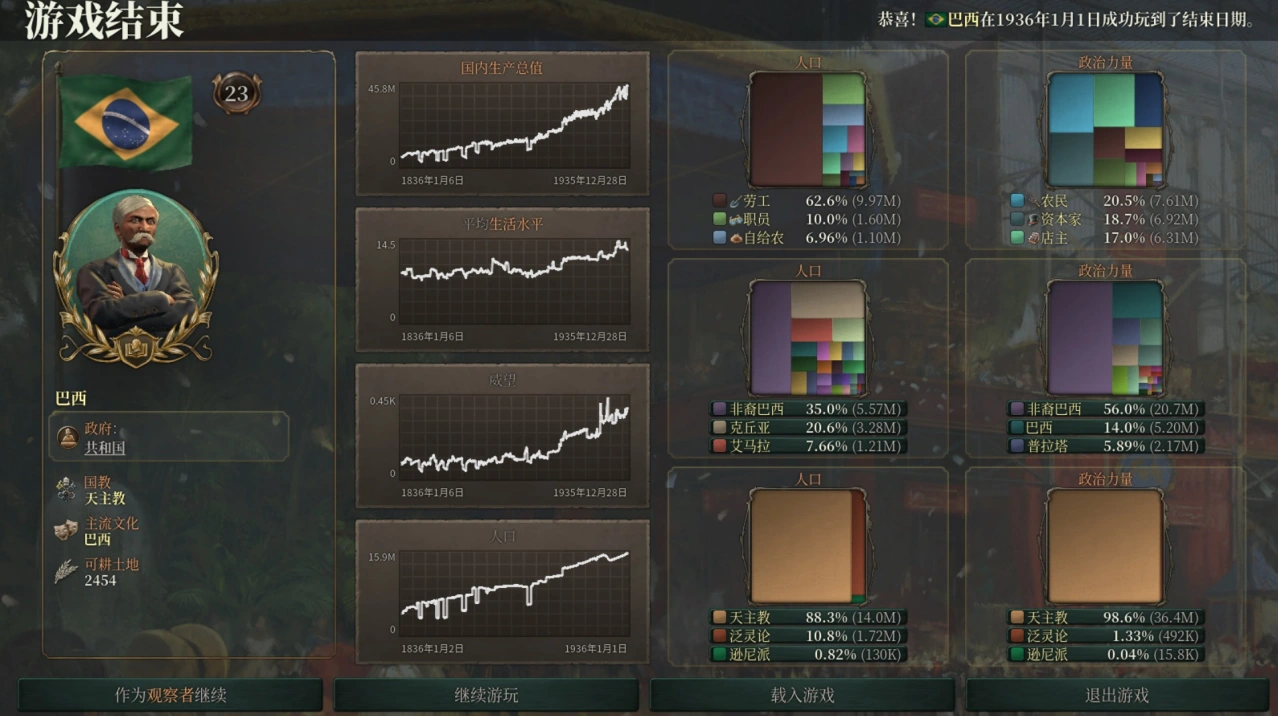 游戏结束
恭喜！巴西在1936年1月1日成功玩到了结束日期。
23
巴西
政府：
共和国
国教
天主教
主流文化
巴西
可耕土地
2454
国内生产总值
45.8M
0
1836年1月6日 1935年12月28日
平均生活水平
14.5
0
1836年1月6日 1935年12月28日
威望
0.45K
0
1836年1月6日 1935年12月28日
人口
15.9M
0
1836年1月2日 1936年1月1日
人口
劳工 62.6% (9.97M)
职员 10.0% (1.60M)
自给农 6.96% (1.10M)
政治力量
农民 20.5% (7.61M)
资本家 18.7% (6.92M)
店主 17.0% (6.31M)
人口
非裔巴西 35.0% (5.57M)
克丘亚 20.6% (3.28M)
艾马拉 7.66% (1.21M)
政治力量
非裔巴西 56.0% (20.7M)
巴西 14.0% (5.20M)
普拉塔 5.89% (2.17M)
人口
天主教 88.3% (14.0M)
泛灵论 10.8% (1.72M)
逊尼派 0.82% (130K)
政治力量
天主教 98.6% (36.4M)
泛灵论 1.33% (492K)
逊尼派 0.04% (15.8K)
作为观察者继续
继续游玩
载入游戏
退出游戏